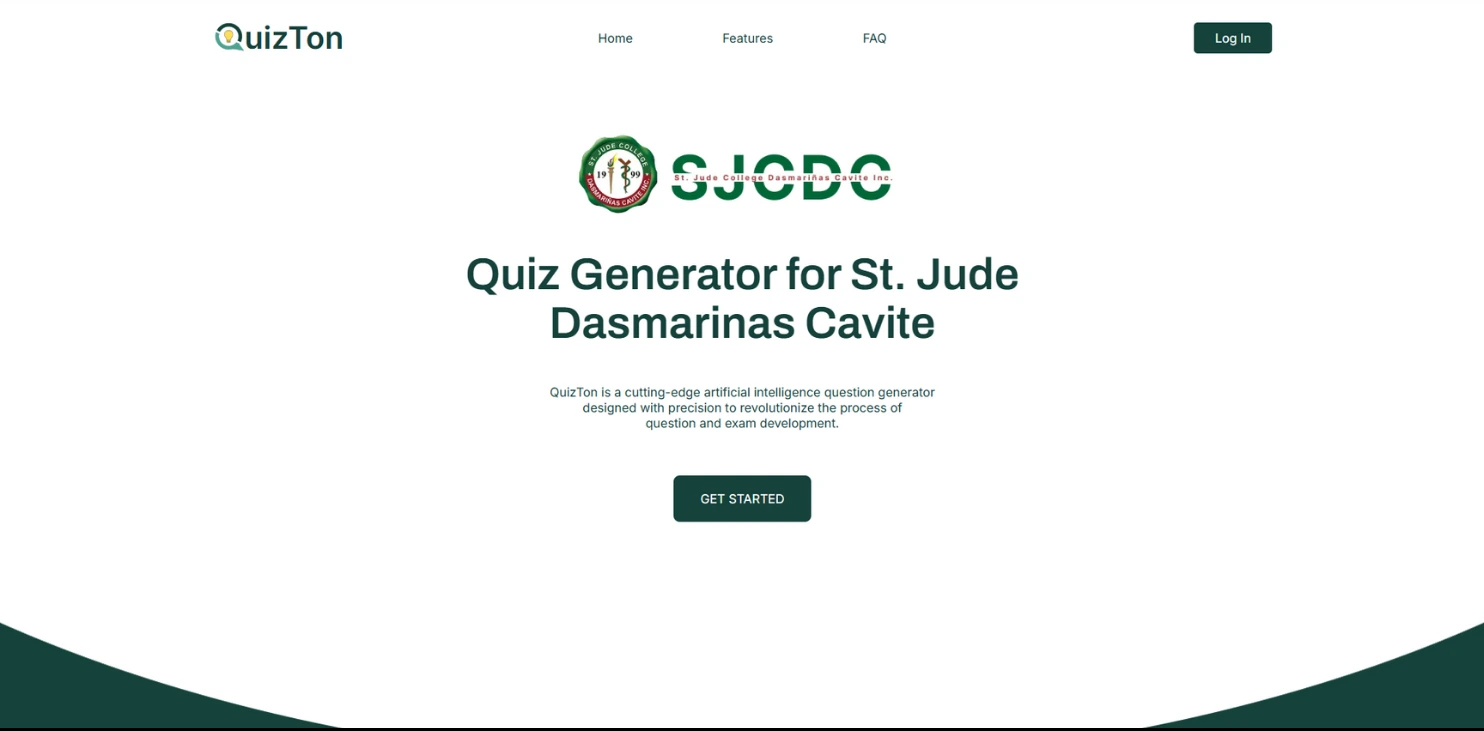 QuizTon
Home
Features
FAQ
Log In
ST. JUDE COLLEGE
1999
DASMARIÑAS CAVITE INC.
SJCDC
St. Jude College Dasmariñas Cavite Inc.
Quiz Generator for St. Jude
Dasmarinas Cavite
QuizTon is a cutting-edge artificial intelligence question generator
designed with precision to revolutionize the process of
question and exam development.
GET STARTED